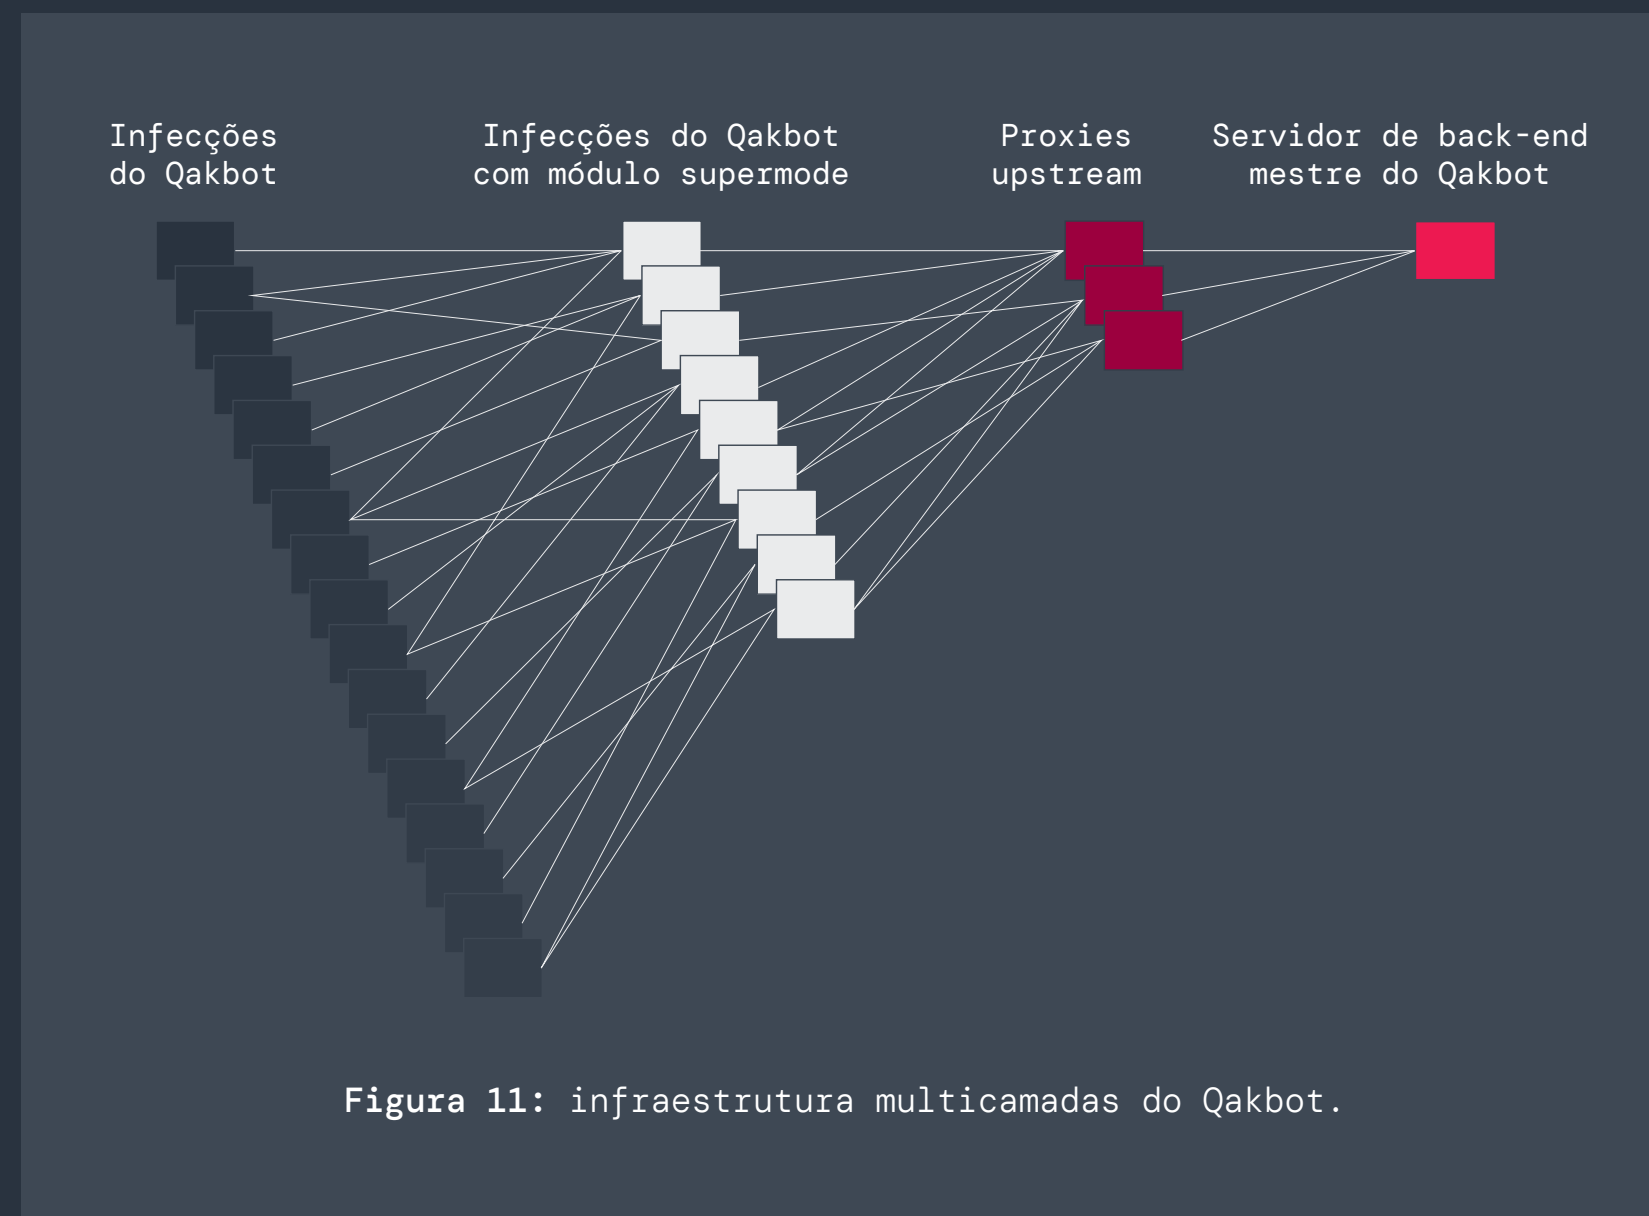 Infecções
do Qakbot
Infecções do Qakbot
com módulo supermode
Proxies
upstream
Servidor de back-end
mestre do Qakbot
Figura 11: infraestrutura multicamadas do Qakbot.